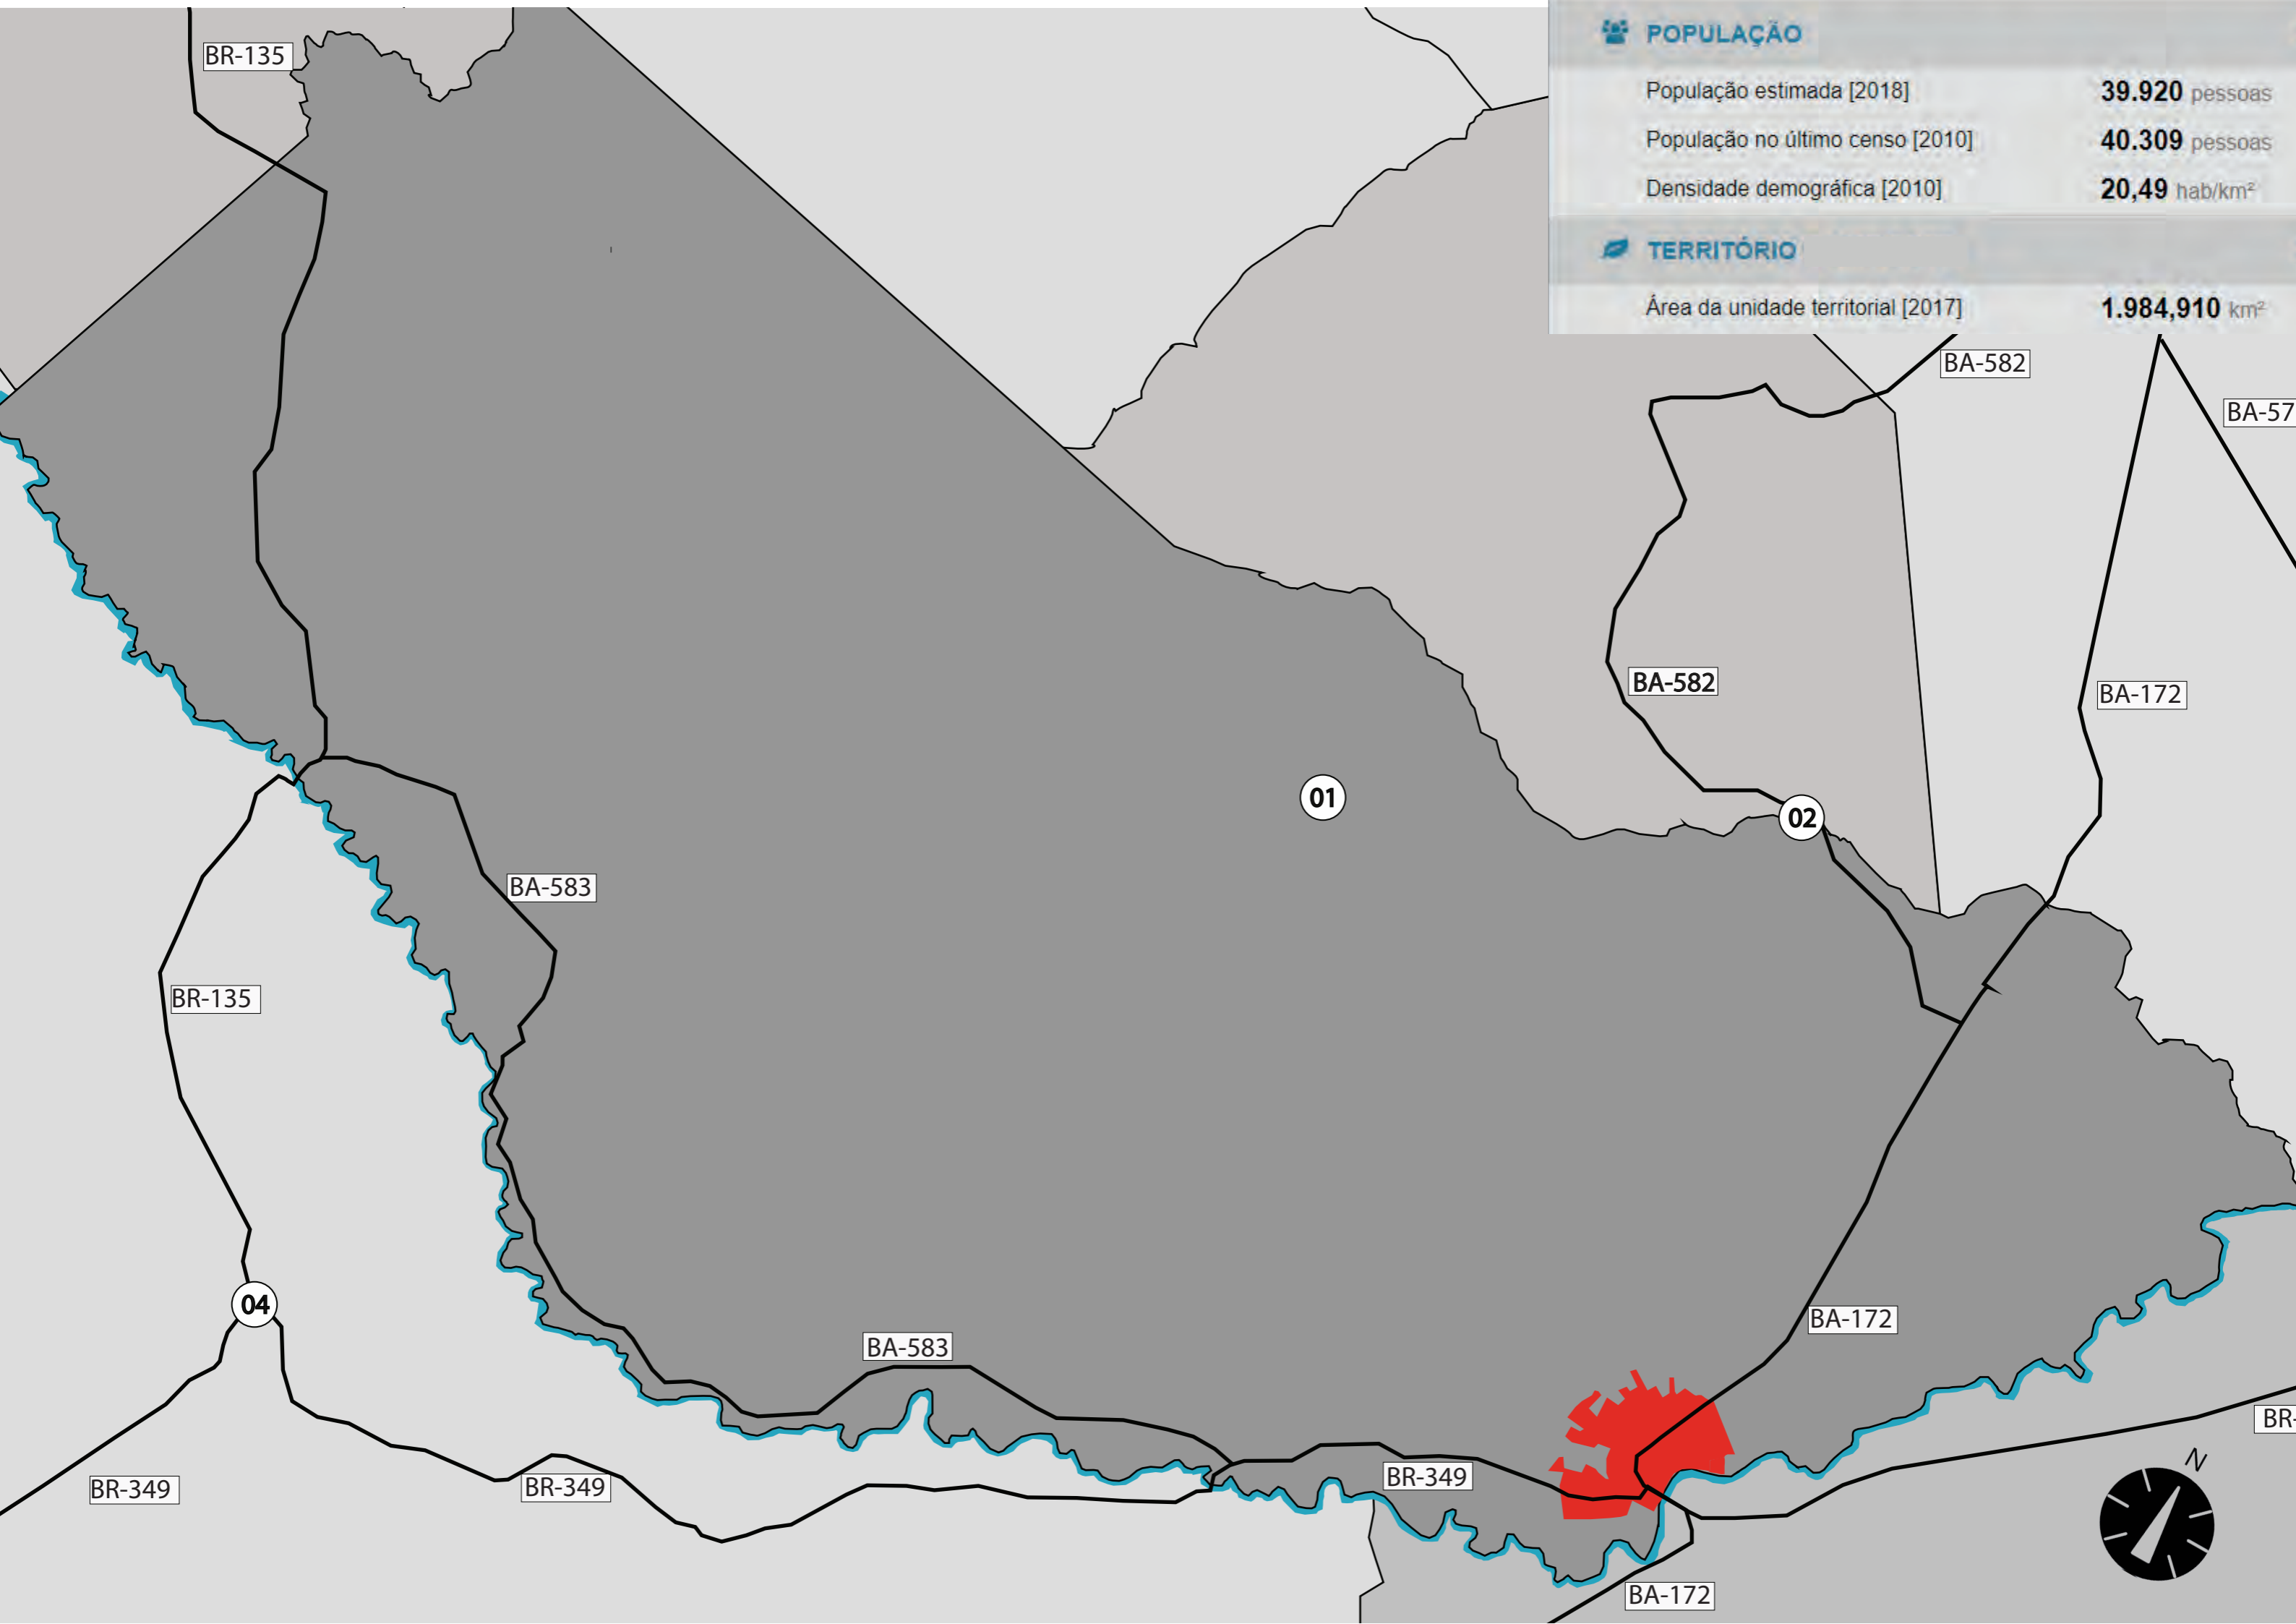 POPULAÇÃO
População estimada [2018] 39.920 pessoas
População no último censo [2010] 40.309 pessoas
Densidade demográfica [2010] 20,49 hab/km²
TERRITÓRIO
Área da unidade territorial [2017] 1.984,910 km²
BR-135
BA-582
BA-57
BA-582
BA-172
01
02
BA-583
BR-135
04
BA-172
BA-583
BR-
BR-349
BR-349
BR-349
N
BA-172